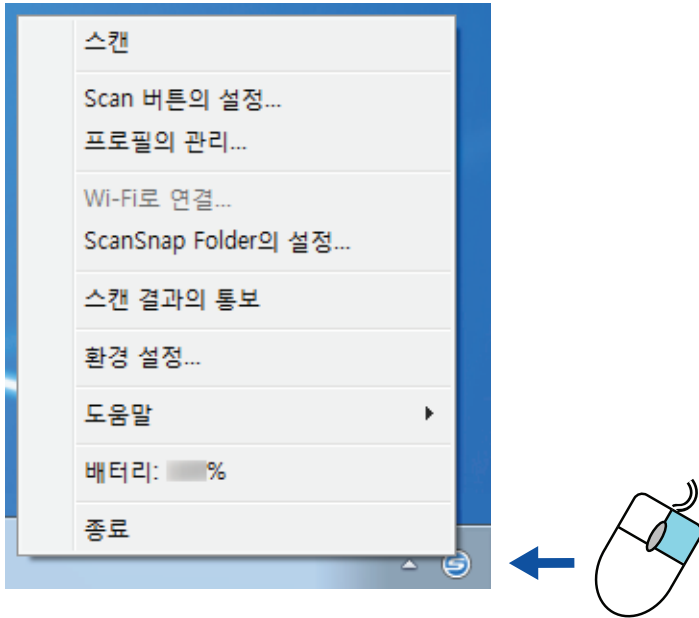 스캔
Scan 버튼의 설정...
프로필의 관리...
Wi-Fi로 연결...
ScanSnap Folder의 설정...
스캔 결과의 통보
환경 설정...
도움말
배터리: %
종료